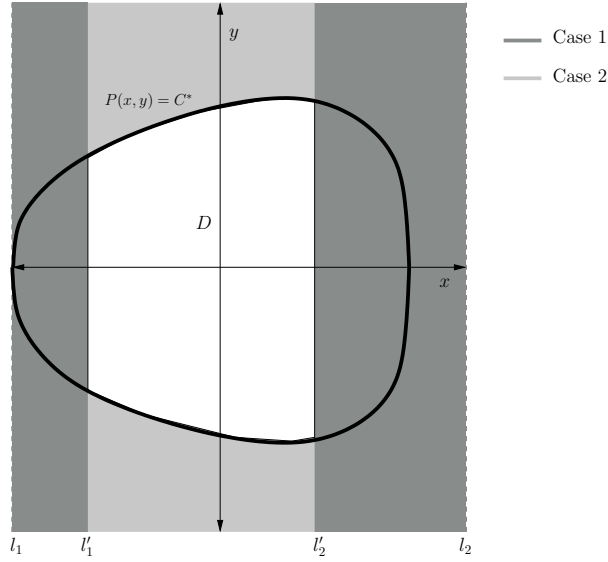 y
Case 1
Case 2
P(x, y) = C*
D
x
l₁
l′₁
l′₂
l₂